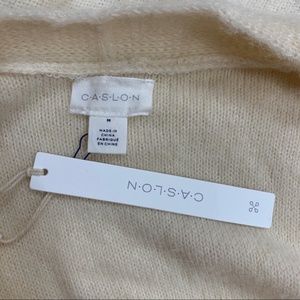 C·A·S·L·O·N
M
MADE IN
CHINA
FABRIQUÉ
EN CHINE
C·A·S·L·O·N